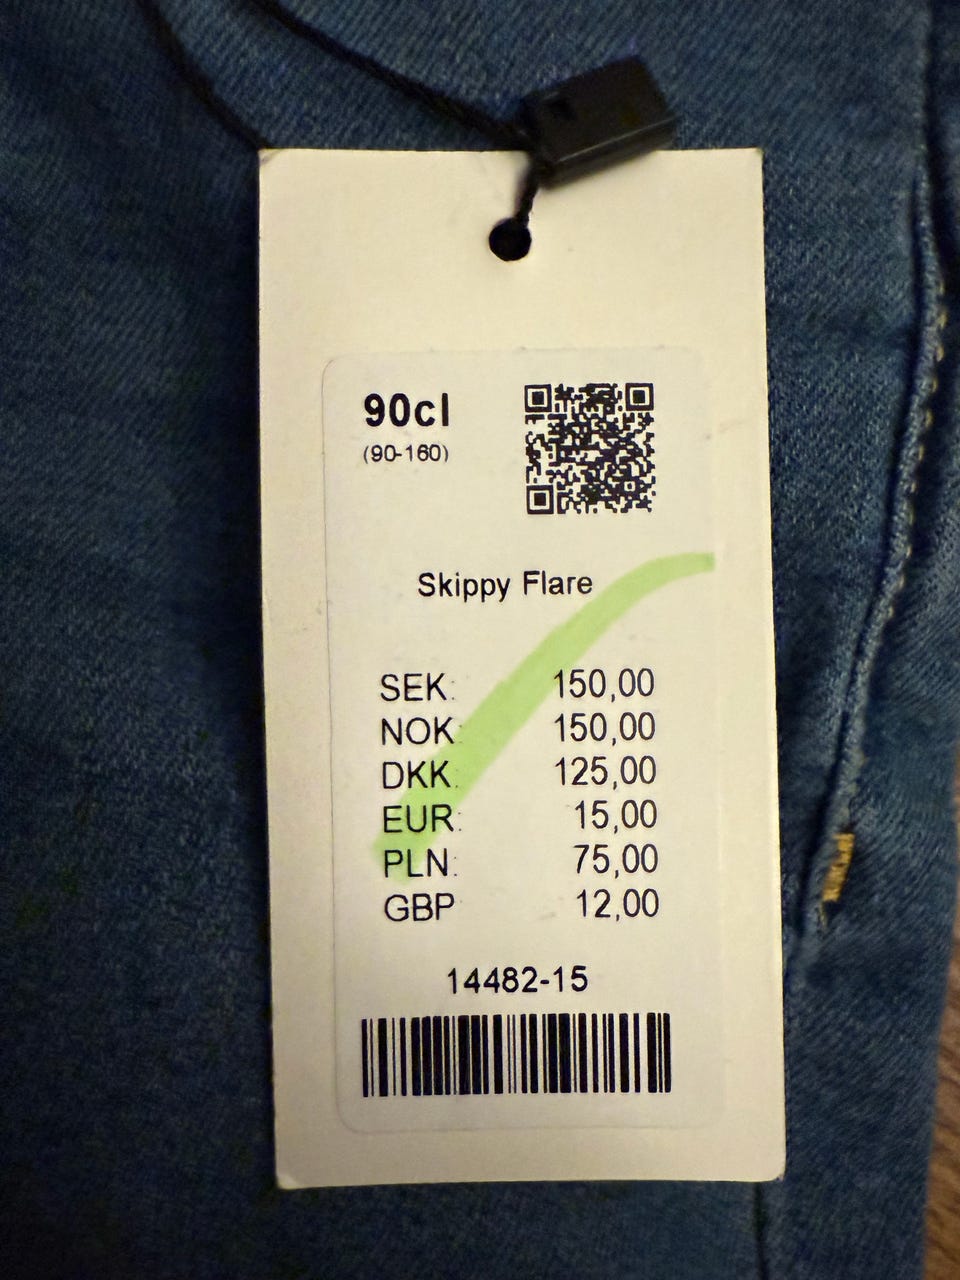 90cl
(90-160)
Skippy Flare
SEK: 150,00
NOK: 150,00
DKK: 125,00
EUR: 15,00
PLN: 75,00
GBP 12,00
14482-15